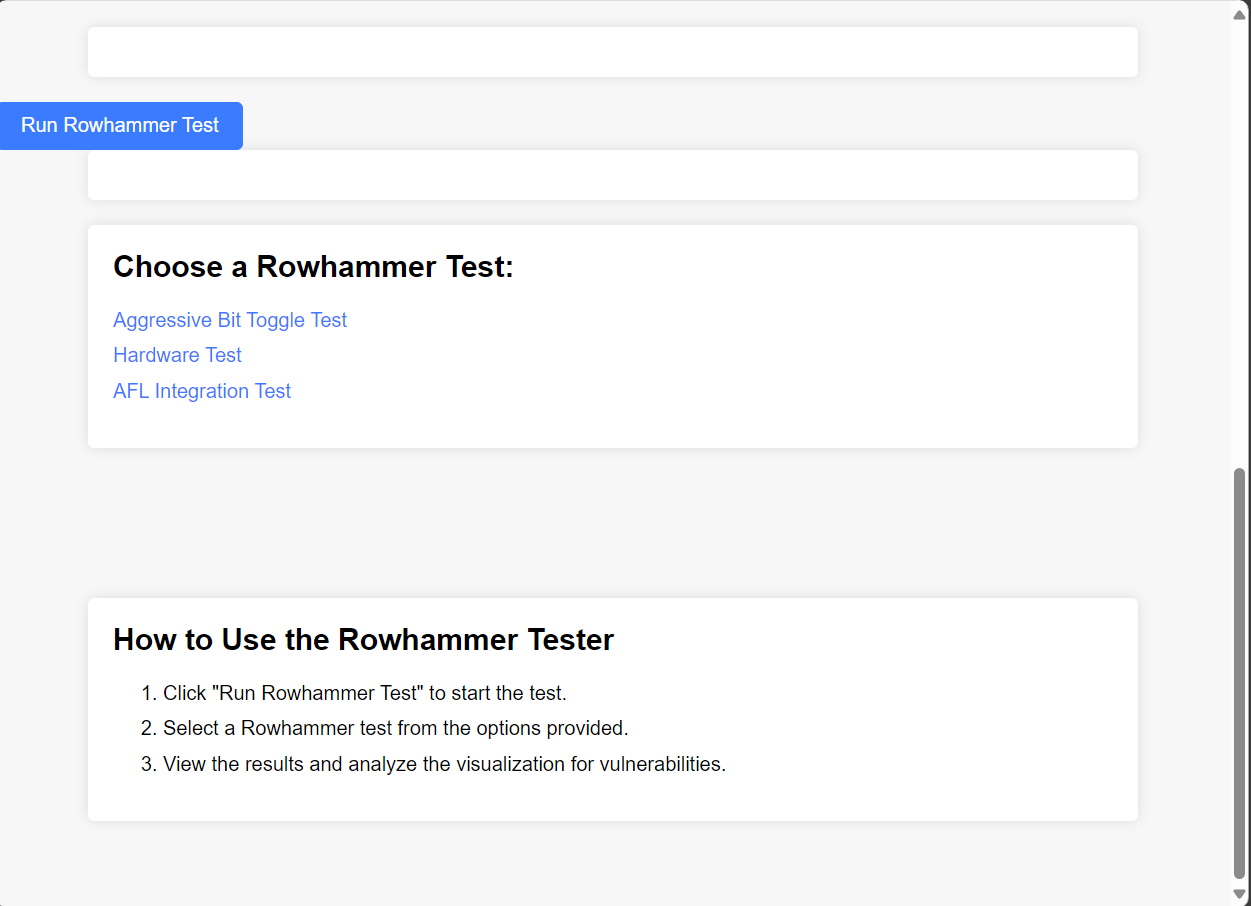 Run Rowhammer Test
Choose a Rowhammer Test:
Aggressive Bit Toggle Test
Hardware Test
AFL Integration Test
How to Use the Rowhammer Tester
1. Click "Run Rowhammer Test" to start the test.
2. Select a Rowhammer test from the options provided.
3. View the results and analyze the visualization for vulnerabilities.